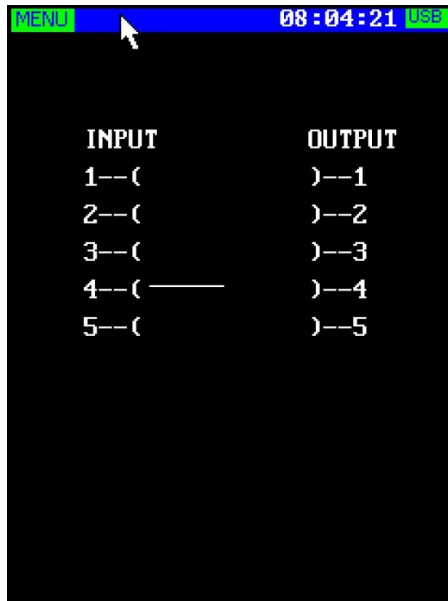 MENU 08:04:21 USB
INPUT OUTPUT
1--( )--1
2--( )--2
3--( )--3
4--( )--4
5--( )--5